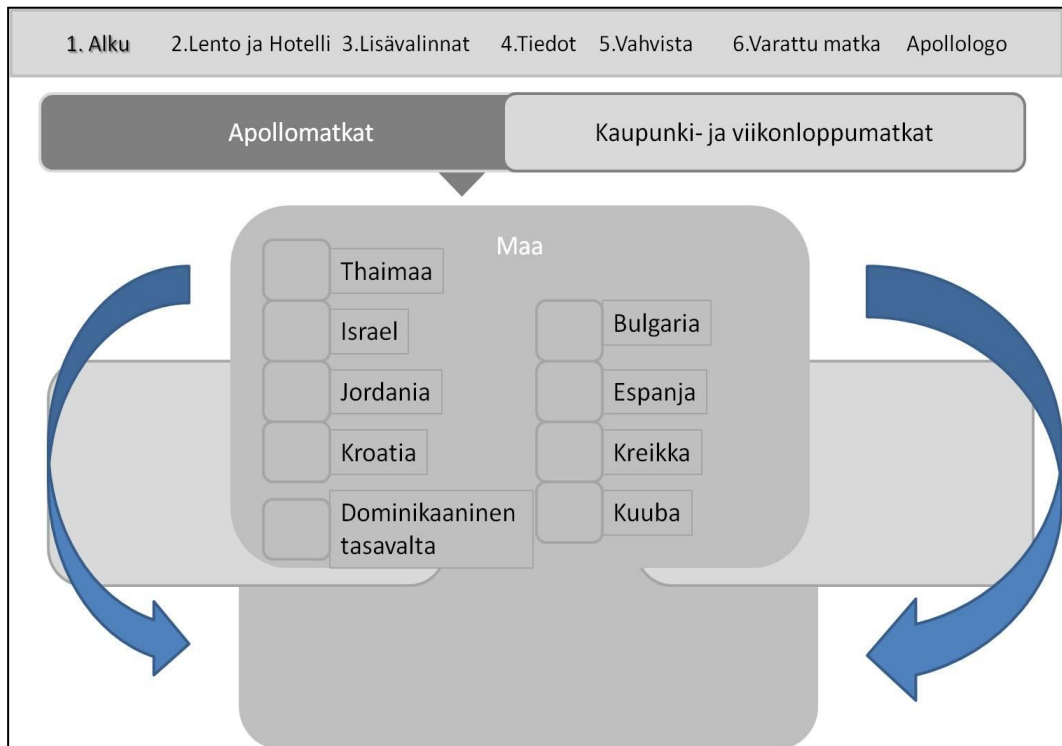 1. Alku 2.Lento ja Hotelli 3.Lisävalinnat 4.Tiedot 5.Vahvista 6.Varattu matka Apollologo
Apollomatkat
Kaupunki- ja viikonloppumatkat
Maa
Thaimaa
Israel
Jordania
Kroatia
Dominikaaninen
tasavalta
Bulgaria
Espanja
Kreikka
Kuuba